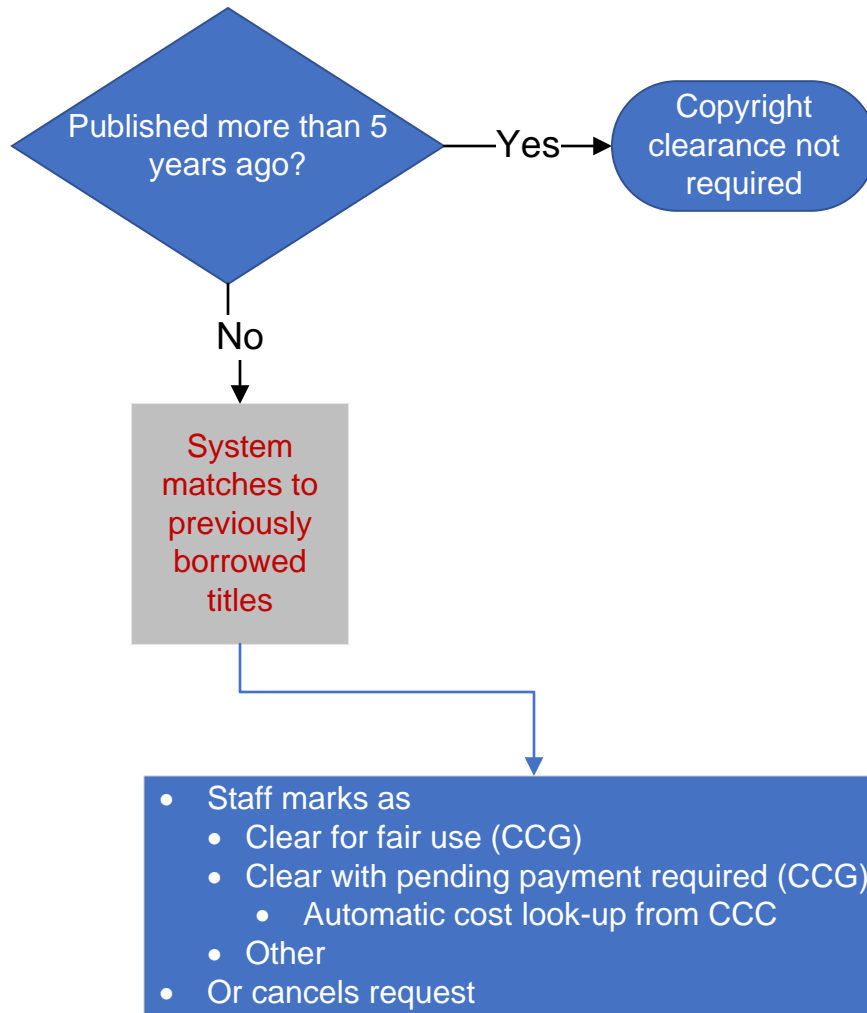 Published more than 5
years ago?
Yes
Copyright
clearance not
required
No
System
matches to
previously
borrowed
titles
• Staff marks as
• Clear for fair use (CCG)
• Clear with pending payment required (CCG)
• Automatic cost look-up from CCC
• Other
• Or cancels request